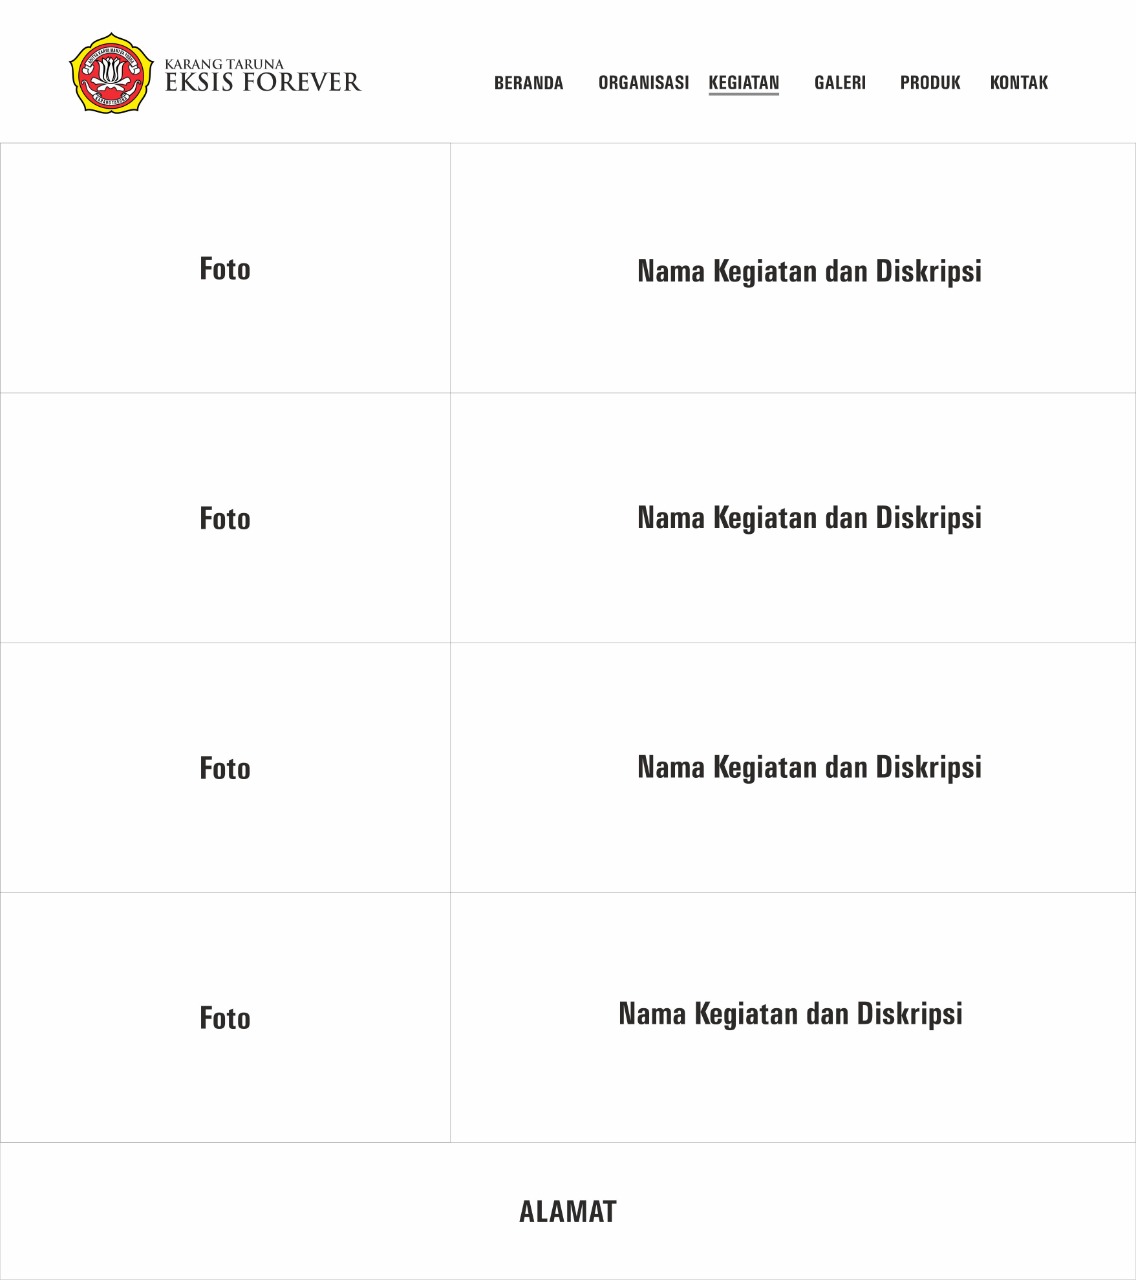 KARANG TARUNA
EKSIS FOREVER
BERANDA ORGANISASI KEGIATAN GALERI PRODUK KONTAK
Foto
Nama Kegiatan dan Diskripsi
Foto
Nama Kegiatan dan Diskripsi
Foto
Nama Kegiatan dan Diskripsi
Foto
Nama Kegiatan dan Diskripsi
ALAMAT